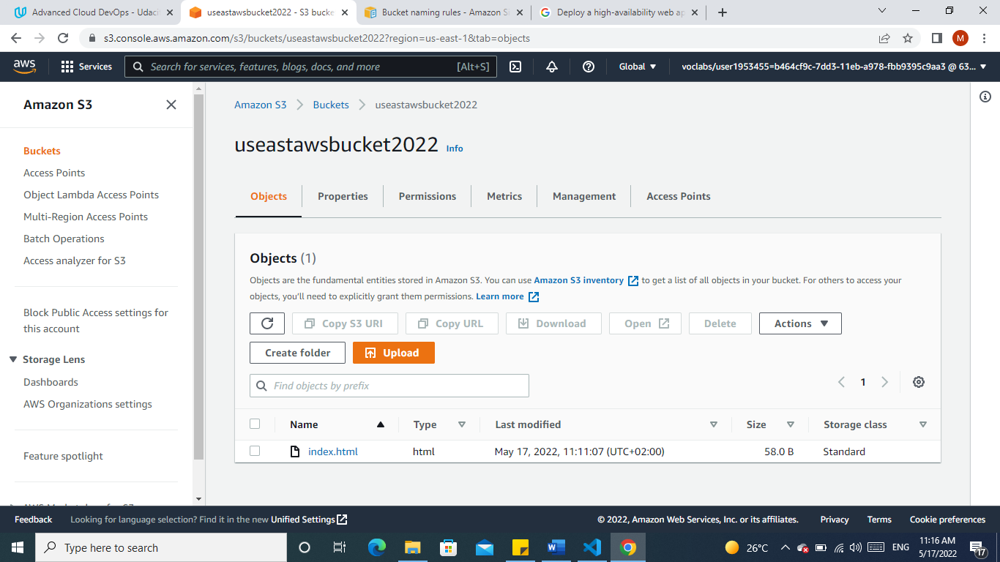 Advanced Cloud DevOps - Udaci
useastawsbucket2022 - S3 bucke
Bucket naming rules - Amazon Si
Deploy a high-availability web ap
s3.console.aws.amazon.com/s3/buckets/useastawsbucket2022?region=us-east-1&tab=objects
M
aws
Services
Search for services, features, blogs, docs, and more [Alt+S]
Global
voclabs/user1953455=b464cf9c-7dd3-11eb-a978-fbb9395c9aa3 @ 63...
Amazon S3
Buckets
Access Points
Object Lambda Access Points
Multi-Region Access Points
Batch Operations
Access analyzer for S3
Block Public Access settings for
this account
Storage Lens
Dashboards
AWS Organizations settings
Feature spotlight
AWS Marketplace for S3
Amazon S3 > Buckets > useastawsbucket2022
useastawsbucket2022 Info
Objects Properties Permissions Metrics Management Access Points
Objects (1)
Objects are the fundamental entities stored in Amazon S3. You can use Amazon S3 inventory to get a list of all objects in your bucket. For others to access your
objects, you'll need to explicitly grant them permissions. Learn more
Copy S3 URI Copy URL Download Open Delete Actions
Create folder Upload
Find objects by prefix
1
Name Type Last modified Size Storage class
index.html html May 17, 2022, 11:11:07 (UTC+02:00) 58.0 B Standard
Feedback Looking for language selection? Find it in the new Unified Settings © 2022, Amazon Web Services, Inc. or its affiliates. Privacy Terms Cookie preferences
Type here to search
26°C
ENG
11:16 AM
5/17/2022
17